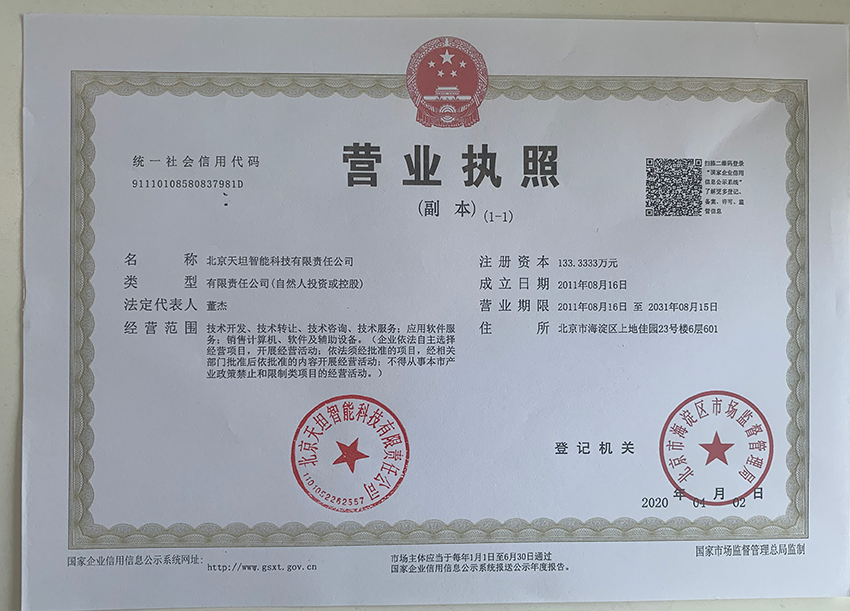 统一社会信用代码
91110108580837981D
营业执照
(副 本) (1-1)
扫描二维码登录
“国家企业信用
信息公示系统”
了解更多登记、
备案、许可、监
管信息
名 称 北京天坦智能科技有限责任公司
类 型 有限责任公司(自然人投资或控股)
法定代表人 董杰
经营范围 技术开发、技术转让、技术咨询、技术服务；应用软件服
务；销售计算机、软件及辅助设备。（企业依法自主选择
经营项目，开展经营活动；依法须经批准的项目，经相关
部门批准后依批准的内容开展经营活动；不得从事本市产
业政策禁止和限制类项目的经营活动。）
注册资本 133.3333万元
成立日期 2011年08月16日
营业期限 2011年08月16日 至 2031年08月15日
住 所 北京市海淀区上地佳园23号楼6层601
北京天坦智能科技有限责任公司
1101052252557
登记机关
北京市海淀区市场监督管理局
2020 年 04 月 02 日
国家企业信用信息公示系统网址: http://www.gsxt.gov.cn
市场主体应当于每年1月1日至6月30日通过
国家企业信用信息公示系统报送公示年度报告。
国家市场监督管理总局监制